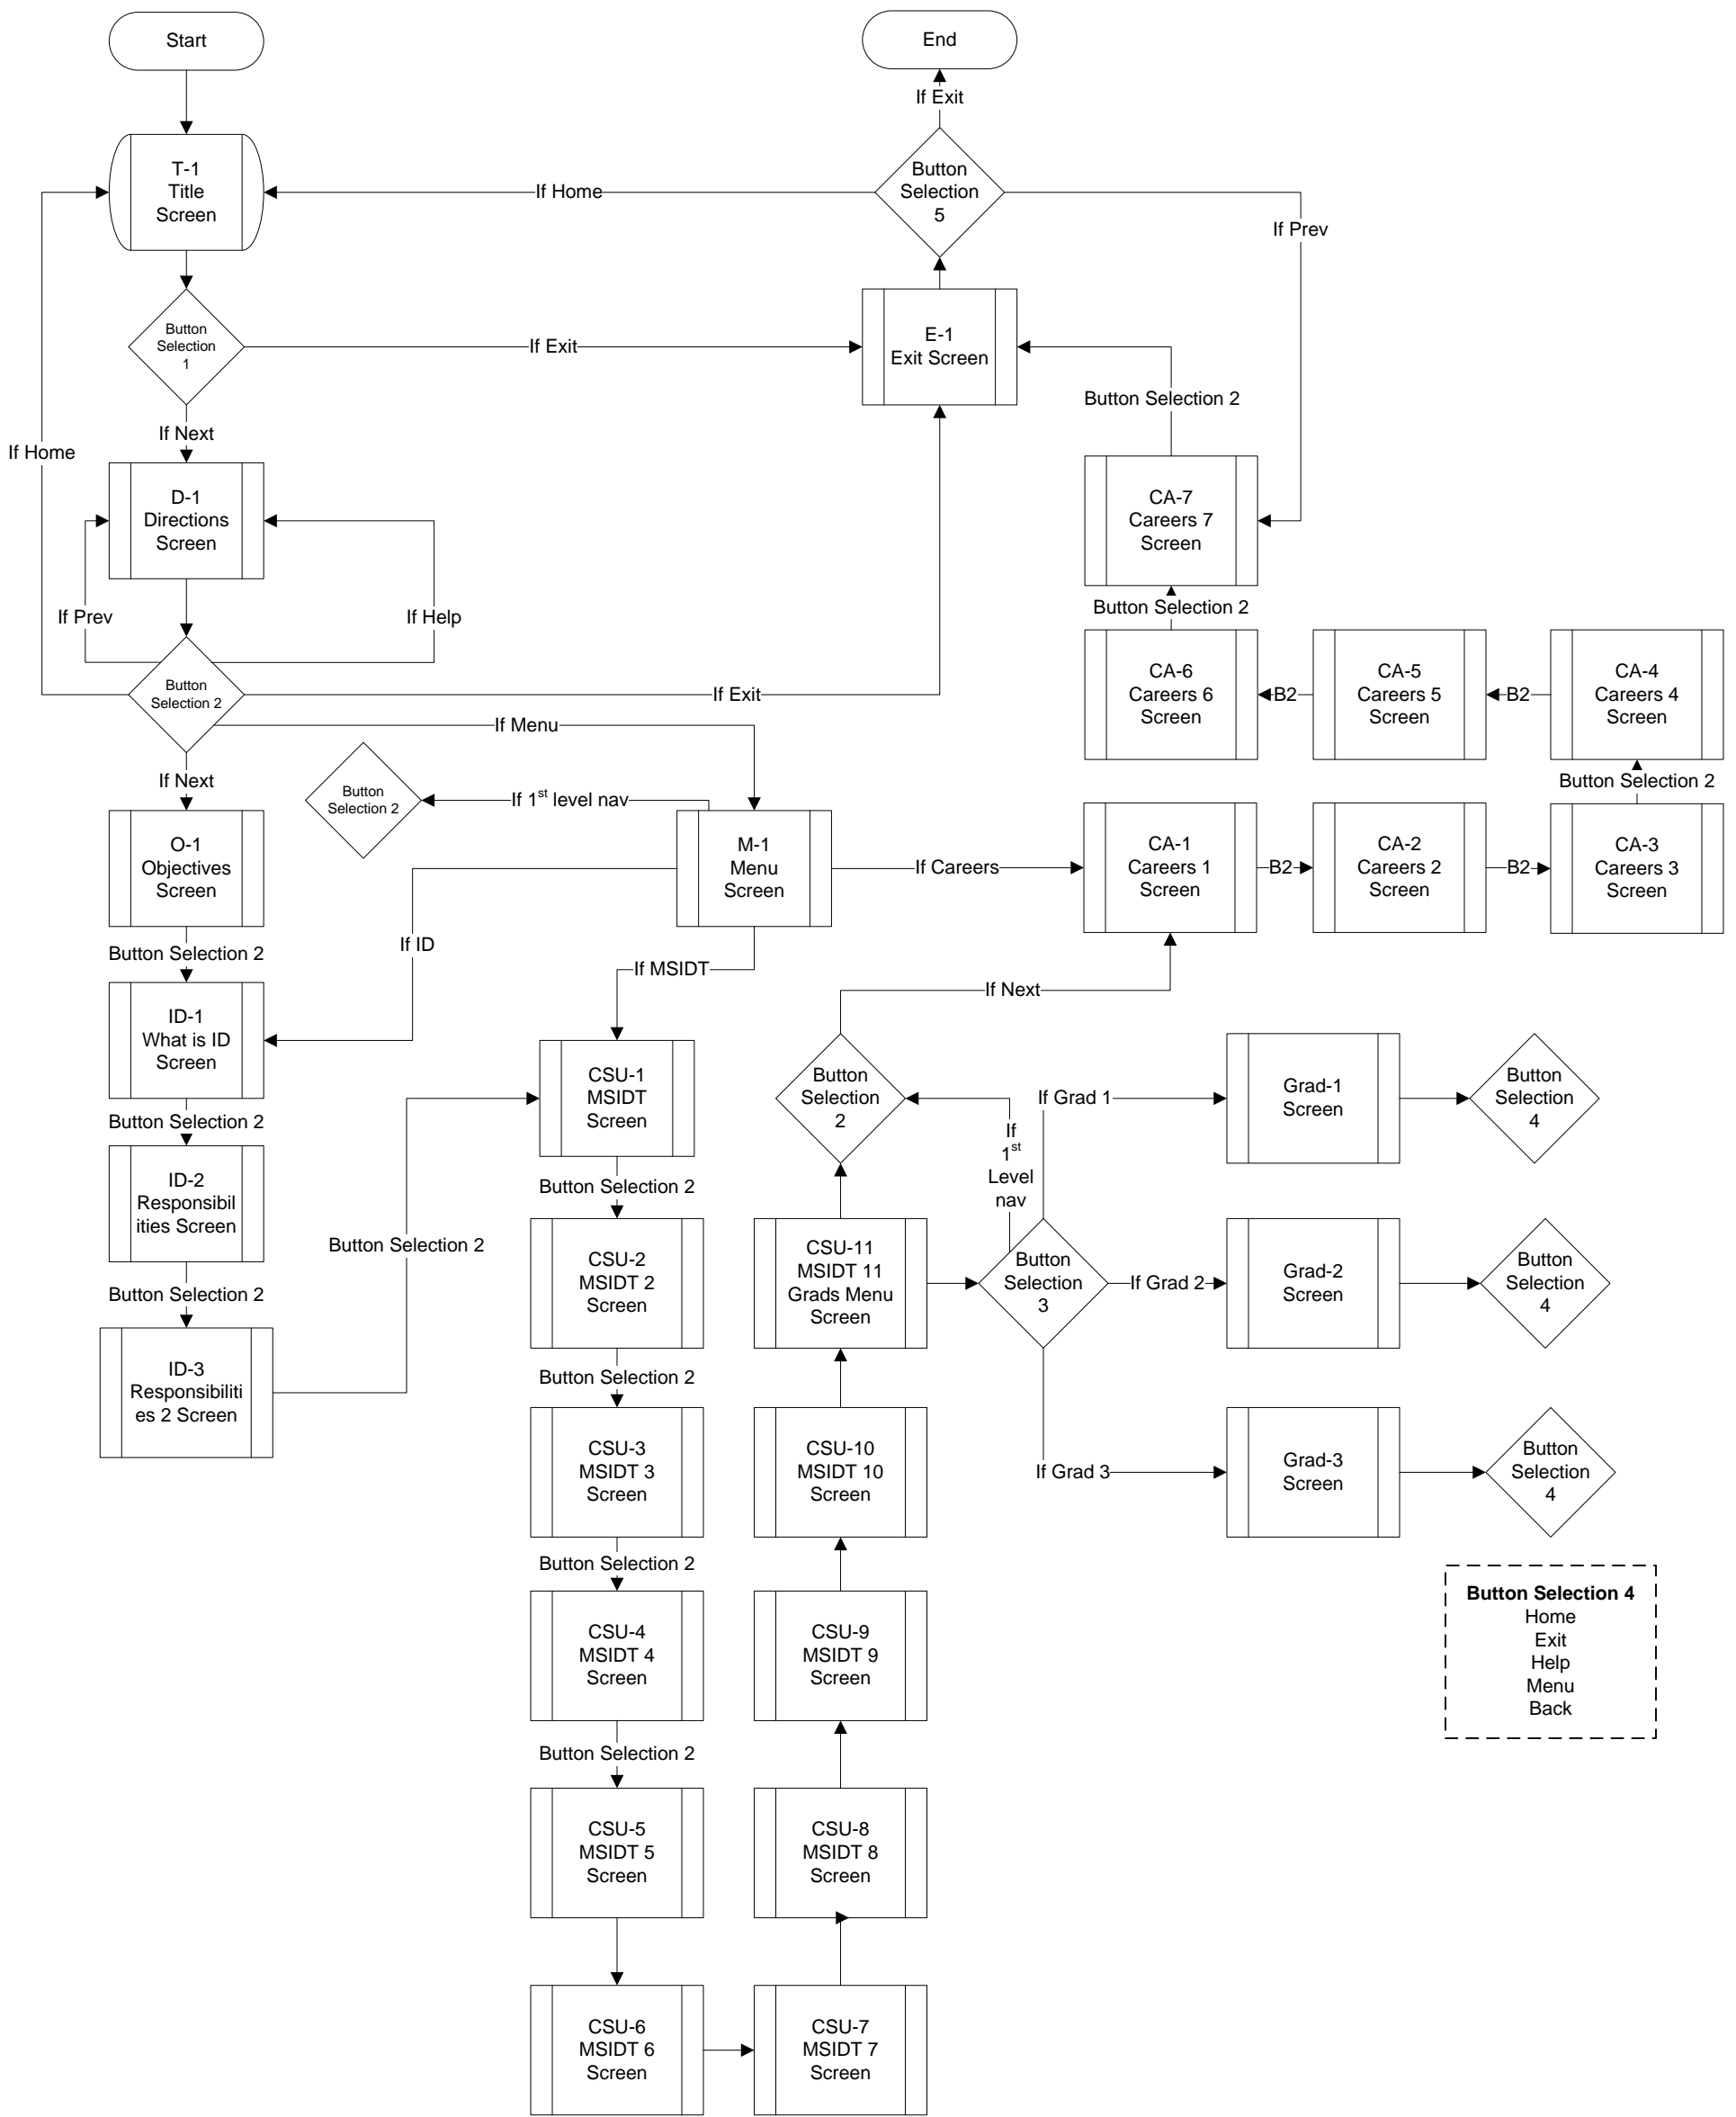 Start
End
If Exit
T-1
Title
Screen
If Home
Button
Selection
5
If Prev
Button
Selection
1
If Exit
E-1
Exit Screen
Button Selection 2
If Next
If Home
D-1
Directions
Screen
CA-7
Careers 7
Screen
If Prev
If Help
Button Selection 2
Button
Selection 2
If Exit
CA-6
Careers 6
Screen
B2
CA-5
Careers 5
Screen
B2
CA-4
Careers 4
Screen
If Menu
If Next
Button
Selection 2
If 1st level nav
Button Selection 2
O-1
Objectives
Screen
M-1
Menu
Screen
If Careers
CA-1
Careers 1
Screen
B2
CA-2
Careers 2
Screen
B2
CA-3
Careers 3
Screen
Button Selection 2
If ID
If MSIDT
If Next
ID-1
What is ID
Screen
CSU-1
MSIDT
Screen
Button
Selection
2
If
1st
Level
nav
If Grad 1
Grad-1
Screen
Button
Selection
4
Button Selection 2
ID-2
Responsibil
ities Screen
Button Selection 2
Button Selection 2
Button Selection 2
CSU-2
MSIDT 2
Screen
CSU-11
MSIDT 11
Grads Menu
Screen
Button
Selection
3
If Grad 2
Grad-2
Screen
Button
Selection
4
ID-3
Responsibiliti
es 2 Screen
Button Selection 2
CSU-3
MSIDT 3
Screen
CSU-10
MSIDT 10
Screen
If Grad 3
Grad-3
Screen
Button
Selection
4
Button Selection 2
CSU-4
MSIDT 4
Screen
CSU-9
MSIDT 9
Screen
Button Selection 4
Home
Exit
Help
Menu
Back
Button Selection 2
CSU-5
MSIDT 5
Screen
CSU-8
MSIDT 8
Screen
CSU-6
MSIDT 6
Screen
CSU-7
MSIDT 7
Screen